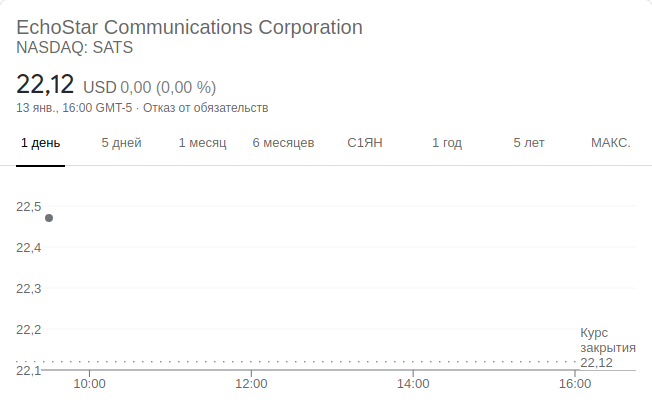 EchoStar Communications Corporation
NASDAQ: SATS
22,12 USD 0,00 (0,00 %)
13 янв., 16:00 GMT-5 · Отказ от обязательств
1 день 5 дней 1 месяц 6 месяцев С1ЯН 1 год 5 лет МАКС.
22,5
22,4
22,3
22,2
Курс
закрытия
22,12
22,1
10:00 12:00 14:00 16:00